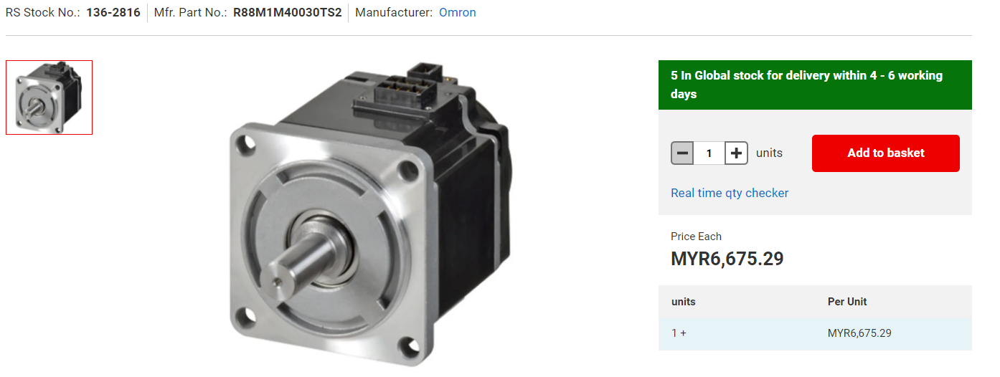 RS Stock No.: 136-2816 Mfr. Part No.: R88M1M40030TS2 Manufacturer: Omron
5 In Global stock for delivery within 4 - 6 working
days
1 units Add to basket
Real time qty checker
Price Each
MYR6,675.29
units Per Unit
1 + MYR6,675.29